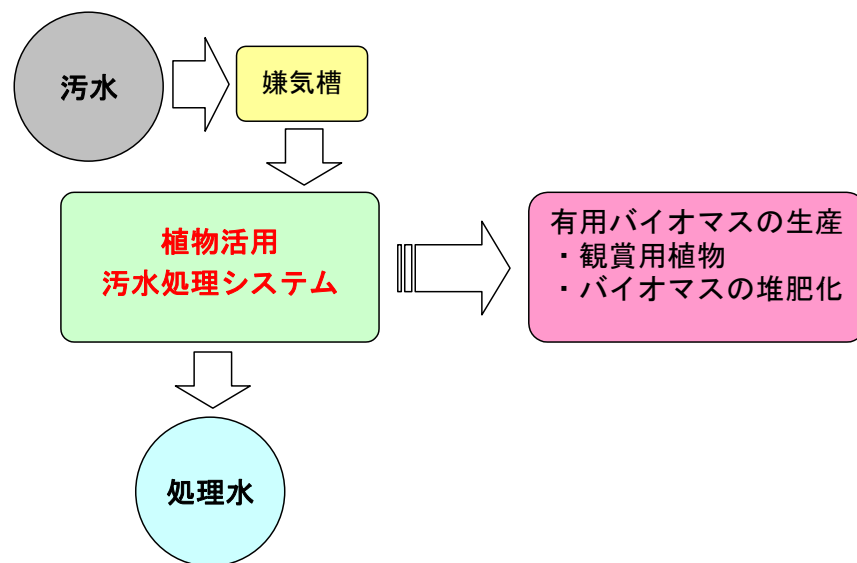 汚水
嫌気槽
植物活用
汚水処理システム
有用バイオマスの生産
・観賞用植物
・バイオマスの堆肥化
処理水